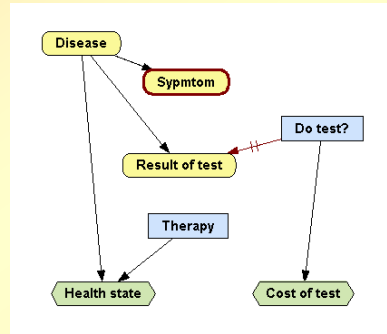 Disease
Sypmtom
Do test?
Result of test
Therapy
Health state
Cost of test